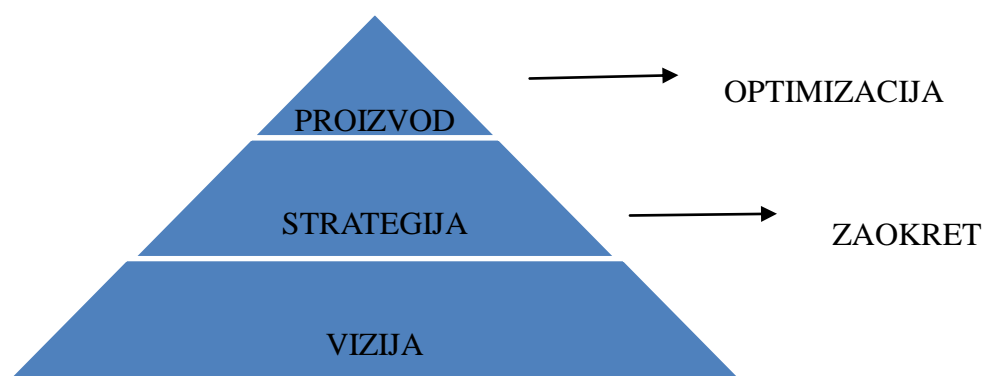 OPTIMIZACIJA
PROIZVOD
STRATEGIJA
ZAOKRET
VIZIJA